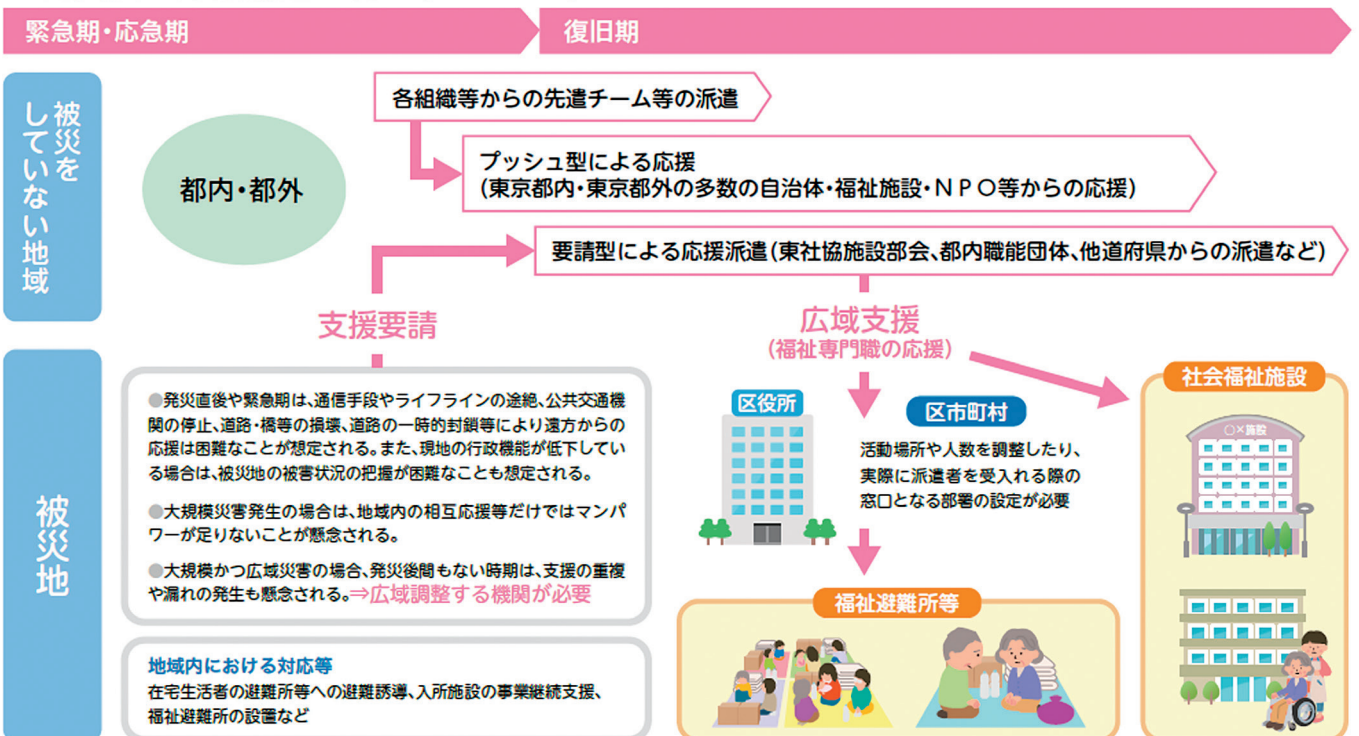 緊急期・応急期
復旧期
被災を
していない地域
都内・都外
各組織等からの先遣チーム等の派遣
プッシュ型による応援
(東京都内・東京都外の多数の自治体・福祉施設・NPO等からの応援)
要請型による応援派遣(東社協施設部会、都内職能団体、他道府県からの派遣など)
支援要請
広域支援
(福祉専門職の応援)
被災地
●発災直後や緊急期は、通信手段やライフラインの途絶、公共交通機
関の停止、道路・橋等の損壊、道路の一時的封鎖等により遠方からの
応援は困難なことが想定される。また、現地の行政機能が低下してい
る場合は、被災地の被害状況の把握が困難なことも想定される。
●大規模災害発生の場合は、地域内の相互応援等だけではマンパ
ワーが足りないことが懸念される。
●大規模かつ広域災害の場合、発災後間もない時期は、支援の重複
や漏れの発生も懸念される。⇒広域調整する機関が必要
地域内における対応等
在宅生活者の避難所等への避難誘導、入所施設の事業継続支援、
福祉避難所の設置など
区役所
区市町村
活動場所や人数を調整したり、
実際に派遣者を受入れる際の
窓口となる部署の設定が必要
福祉避難所等
社会福祉施設
○×施設